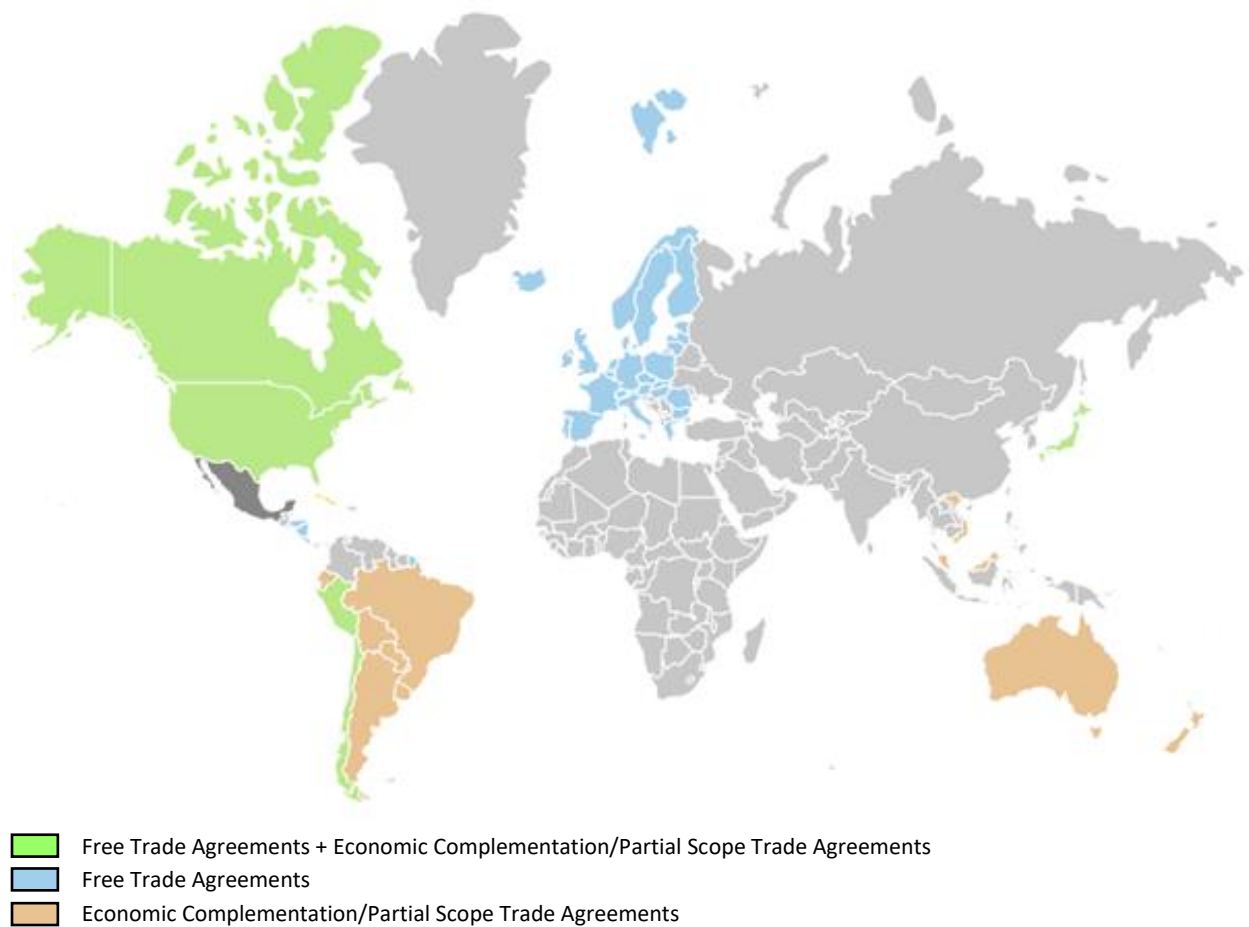 Free Trade Agreements + Economic Complementation/Partial Scope Trade Agreements
Free Trade Agreements
Economic Complementation/Partial Scope Trade Agreements